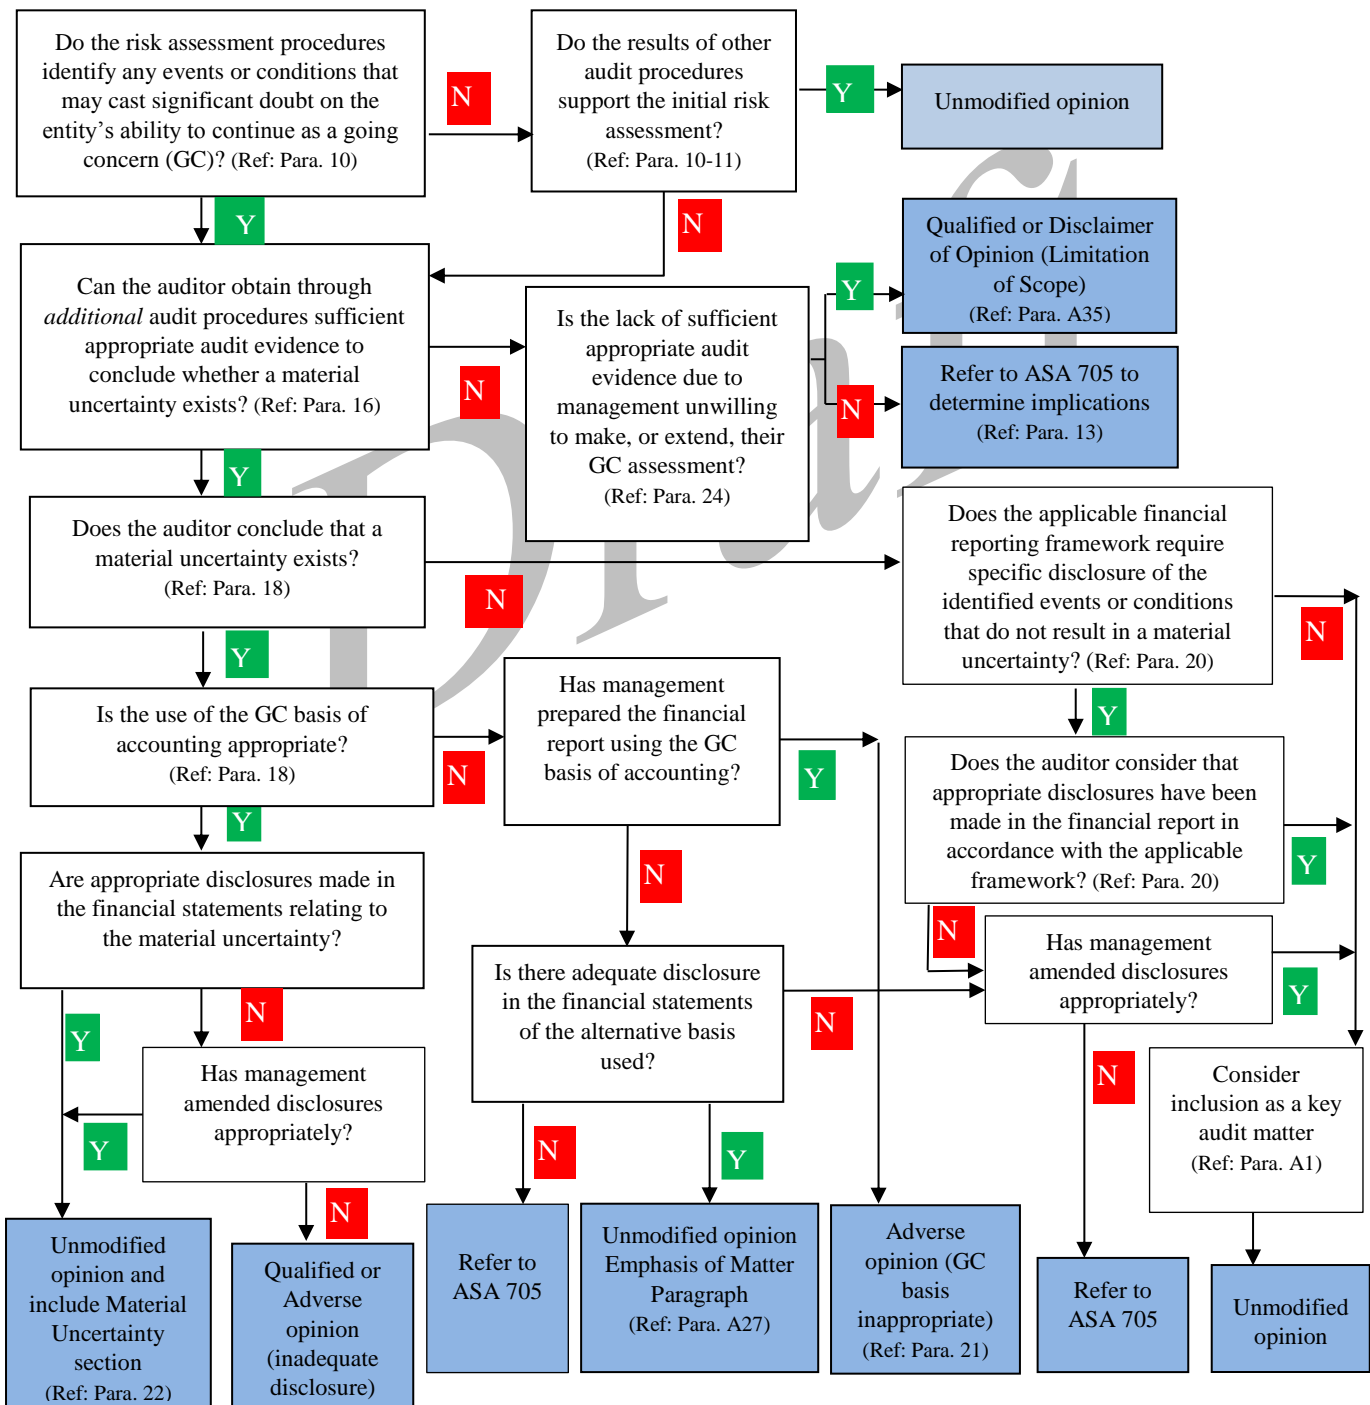 Do the risk assessment procedures
identify any events or conditions that
may cast significant doubt on the
entity's ability to continue as a going
concern (GC)? (Ref: Para. 10)
N
Do the results of other
audit procedures
support the initial risk
assessment?
(Ref: Para. 10-11)
Y
Unmodified opinion
Y
N
Can the auditor obtain through
additional audit procedures sufficient
appropriate audit evidence to
conclude whether a material
uncertainty exists? (Ref: Para. 16)
N
Is the lack of sufficient
appropriate audit
evidence due to
management unwilling
to make, or extend, their
GC assessment?
(Ref: Para. 24)
Y
Qualified or Disclaimer
of Opinion (Limitation
of Scope)
(Ref: Para. A35)
N
Refer to ASA 705 to
determine implications
(Ref: Para. 13)
Y
Does the auditor conclude that a
material uncertainty exists?
(Ref: Para. 18)
N
Does the applicable financial
reporting framework require
specific disclosure of the
identified events or conditions
that do not result in a material
uncertainty? (Ref: Para. 20)
N
Y
Y
Is the use of the GC basis of
accounting appropriate?
(Ref: Para. 18)
N
Has management
prepared the financial
report using the GC
basis of accounting?
Y
Does the auditor consider that
appropriate disclosures have been
made in the financial report in
accordance with the applicable
framework? (Ref: Para. 20)
Y
N
Y
Are appropriate disclosures made in
the financial statements relating to
the material uncertainty?
N
Is there adequate disclosure
in the financial statements
of the alternative basis
used?
N
Has management
amended disclosures
appropriately?
Y
Y
N
Has management
amended disclosures
appropriately?
Y
N
N
Y
N
Consider
inclusion as a key
audit matter
(Ref: Para. A1)
Unmodified
opinion and
include Material
Uncertainty
section
(Ref: Para. 22)
Qualified or
Adverse
opinion
(inadequate
disclosure)
Refer to
ASA 705
Unmodified opinion
Emphasis of Matter
Paragraph
(Ref: Para. A27)
Adverse
opinion (GC
basis
inappropriate)
(Ref: Para. 21)
Refer to
ASA 705
Unmodified
opinion
Draft